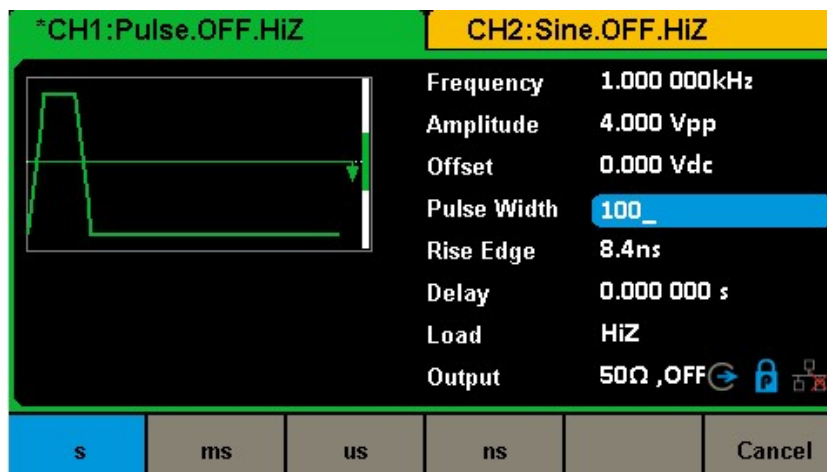 *CH1:Pulse.OFF.HiZ CH2:Sine.OFF.HiZ
Frequency 1.000 000kHz
Amplitude 4.000 Vpp
Offset 0.000 Vdc
Pulse Width 100_
Rise Edge 8.4ns
Delay 0.000 000 s
Load HiZ
Output 50Ω ,OFF P
s ms us ns Cancel